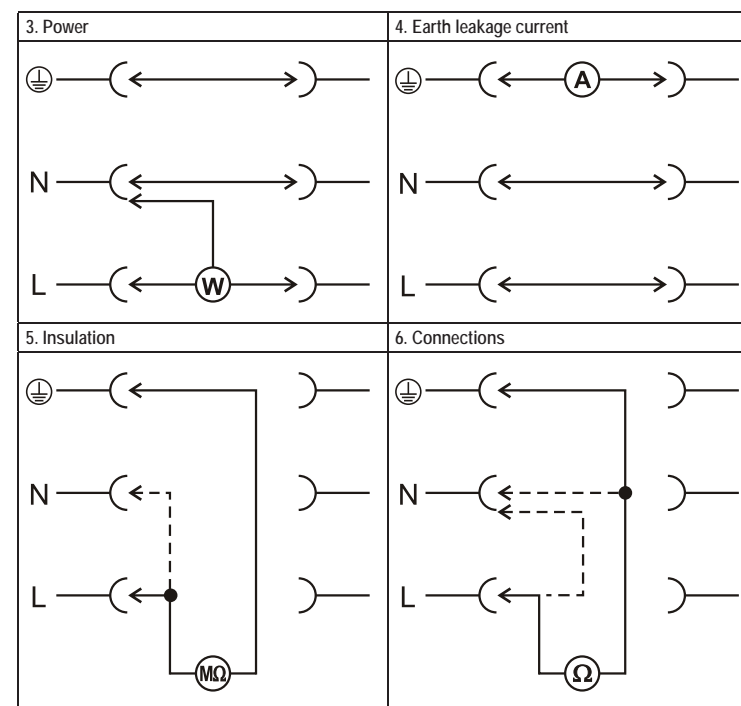 3. Power
N
W
L
4. Earth leakage current
A
N
L
5. Insulation
N
L
MΩ
6. Connections
N
L
Ω